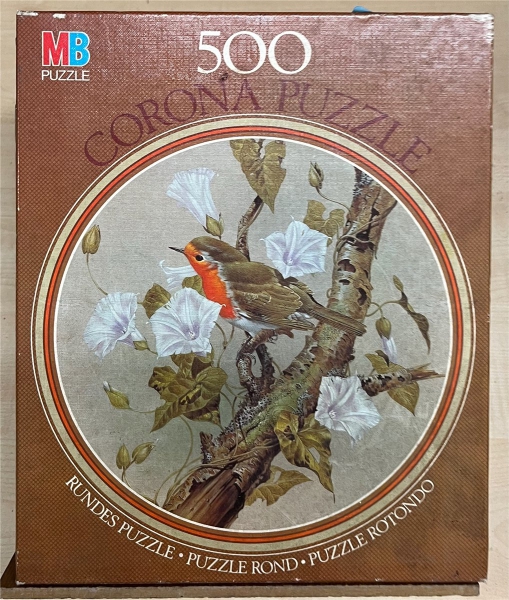 MB
PUZZLE
500
CORONA PUZZLE
RUNDES PUZZLE • PUZZLE ROND • PUZZLE ROTONDO